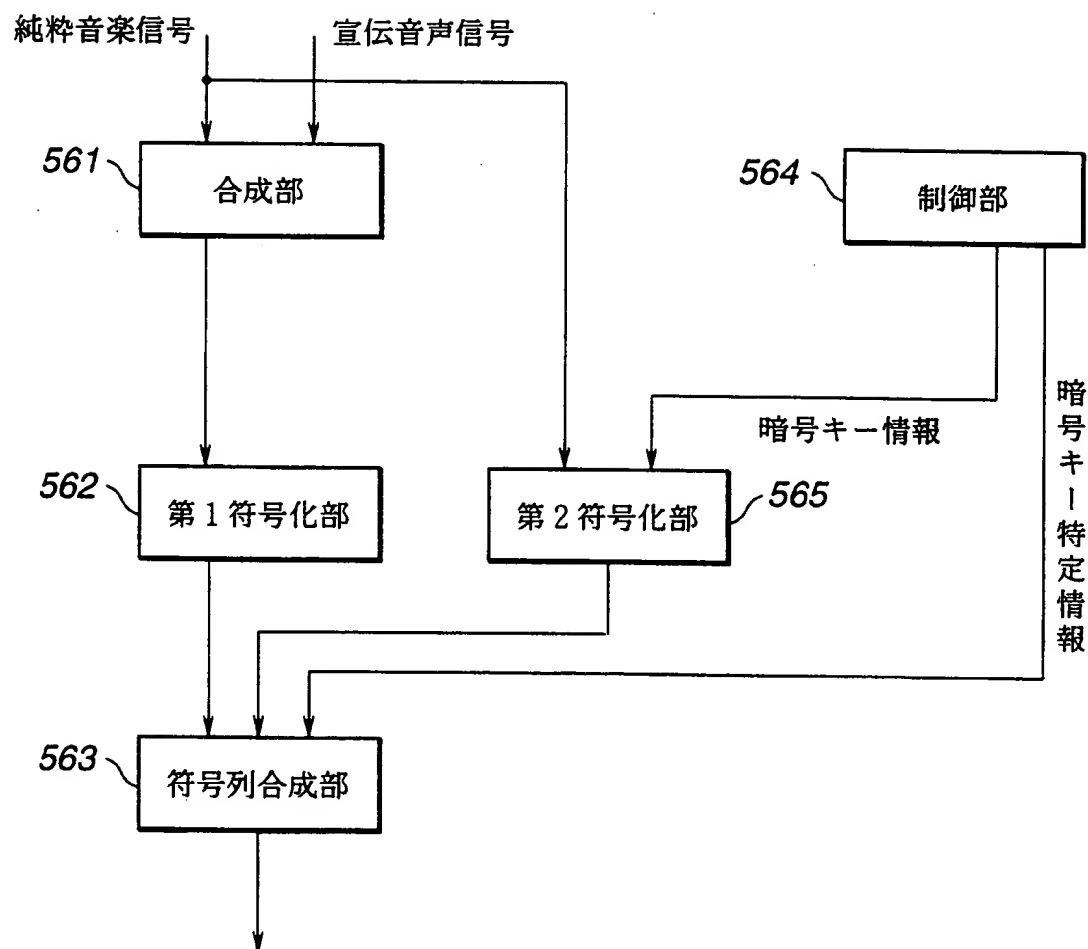 純粋音楽信号
宣伝音声信号
561
合成部
564
制御部
暗号キー情報
暗号キー特定情報
562
第1符号化部
第2符号化部
565
563
符号列合成部